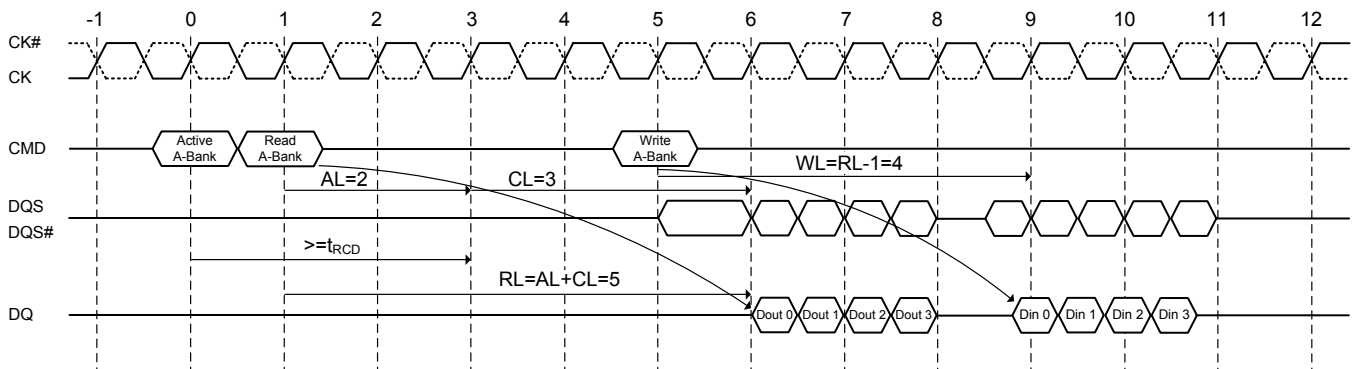 -1 0 1 2 3 4 5 6 7 8 9 10 11 12
CK#
CK
CMD
Active
A-Bank
Read
A-Bank
Write
A-Bank
AL=2
CL=3
WL=RL-1=4
DQS
DQS#
>=tRCD
RL=AL+CL=5
DQ
Dout 0 Dout 1 Dout 2 Dout 3 Din 0 Din 1 Din 2 Din 3